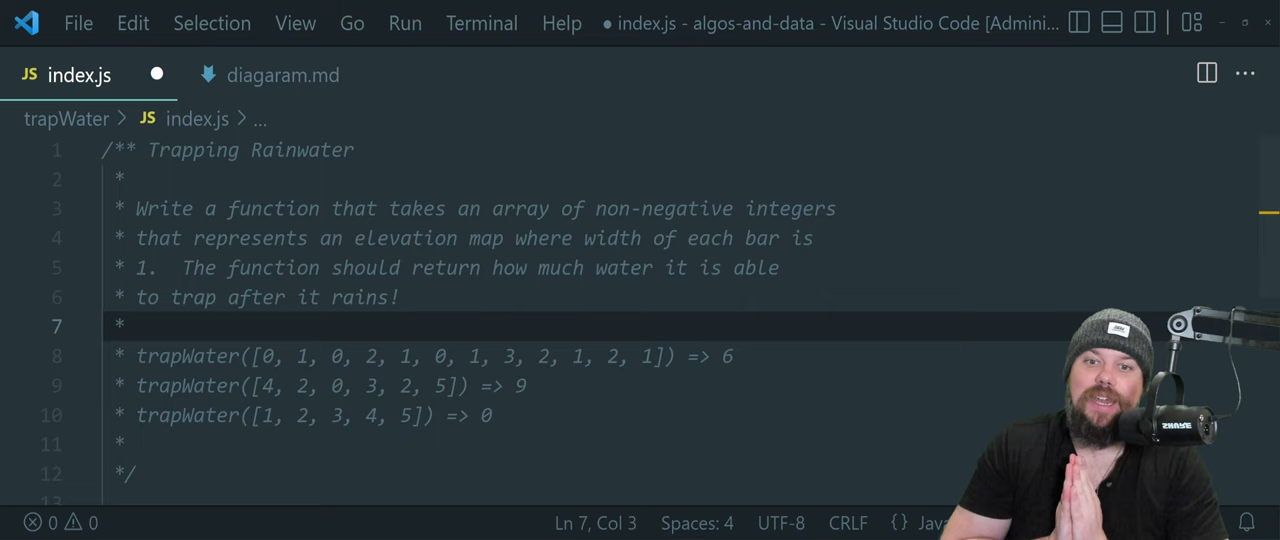 File Edit Selection View Go Run Terminal Help ● index.js - algos-and-data - Visual Studio Code [Admini...
JS index.js diagaram.md
trapWater > JS index.js > ...
1 /** Trapping Rainwater
2 *
3 * Write a function that takes an array of non-negative integers
4 * that represents an elevation map where width of each bar is
5 * 1. The function should return how much water it is able
6 * to trap after it rains!
7 *
8 * trapWater([0, 1, 0, 2, 1, 0, 1, 3, 2, 1, 2, 1]) => 6
9 * trapWater([4, 2, 0, 3, 2, 5]) => 9
10 * trapWater([1, 2, 3, 4, 5]) => 0
11 *
12 */
13
0 0 Ln 7, Col 3 Spaces: 4 UTF-8 CRLF {} Java
SHURE